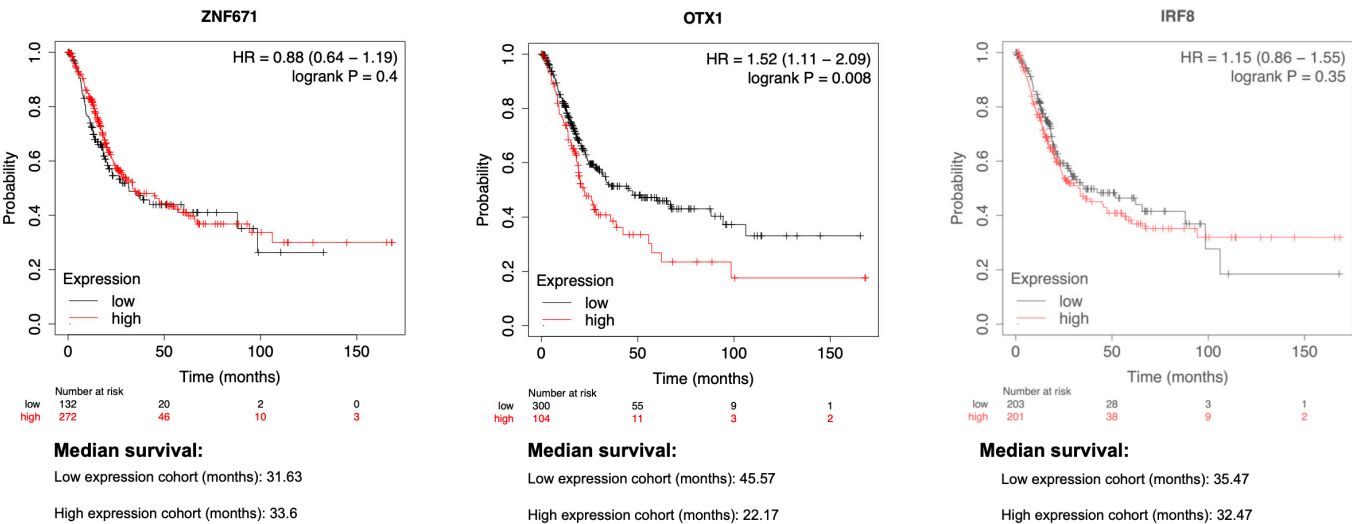 ZNF671
HR = 0.88 (0.64 − 1.19)
logrank P = 0.4
Probability
1.0
0.8
0.6
0.4
0.2
0.0
Expression
low
high
0 50 100 150
Time (months)
Number at risk
low 132 20 2 0
high 272 46 10 3
Median survival:
Low expression cohort (months): 31.63
High expression cohort (months): 33.6
OTX1
HR = 1.52 (1.11 − 2.09)
logrank P = 0.008
Probability
1.0
0.8
0.6
0.4
0.2
0.0
Expression
low
high
0 50 100 150
Time (months)
Number at risk
low 300 55 9 1
high 104 11 3 2
Median survival:
Low expression cohort (months): 45.57
High expression cohort (months): 22.17
IRF8
HR = 1.15 (0.86 − 1.55)
logrank P = 0.35
Probability
1.0
0.8
0.6
0.4
0.2
0.0
Expression
low
high
0 50 100 150
Time (months)
Number at risk
low 203 28 3 1
high 201 38 9 2
Median survival:
Low expression cohort (months): 35.47
High expression cohort (months): 32.47